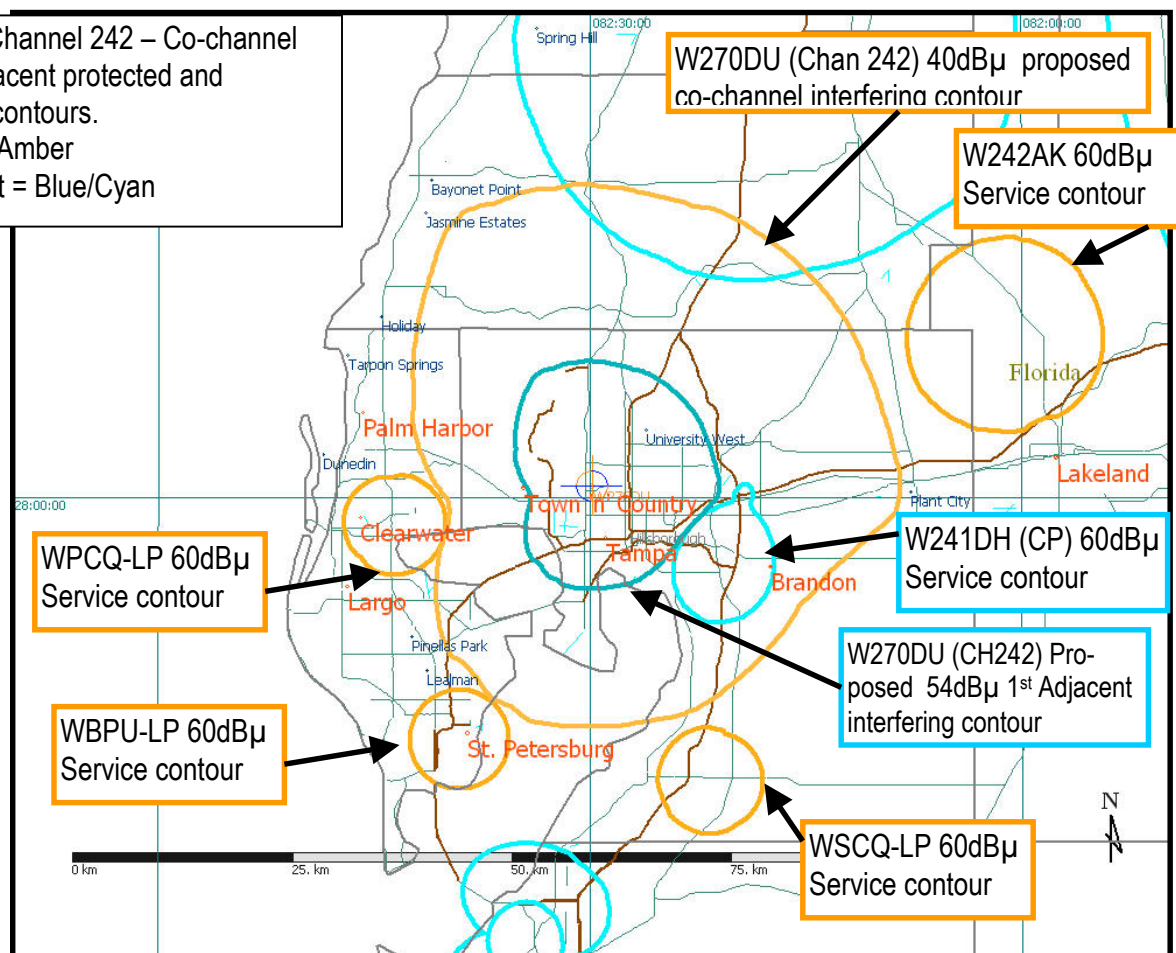 Channel 242 – Co-channel
acent protected and
contours.
Amber
t = Blue/Cyan
082:30:00
082:00:00
Spring Hill
W270DU (Chan 242) 40dBµ proposed
co-channel interfering contour
W242AK 60dBµ
Service contour
Bayonet Point
Jasmine Estates
Holiday
Tarpon Springs
Florida
Palm Harbor
University West
Dunedin
Lakeland
28:00:00
Town 'n' Country
Plant City
Clearwater
Tampa
WPCQ-LP 60dBµ
Service contour
W241DH (CP) 60dBµ
Service contour
Largo
Brandon
Pinellas Park
Lealman
W270DU (CH242) Pro-
posed 54dBµ 1st Adjacent
interfering contour
WBPU-LP 60dBµ
Service contour
St. Petersburg
N
WSCQ-LP 60dBµ
Service contour
0 km
25. km
50. km
75. km